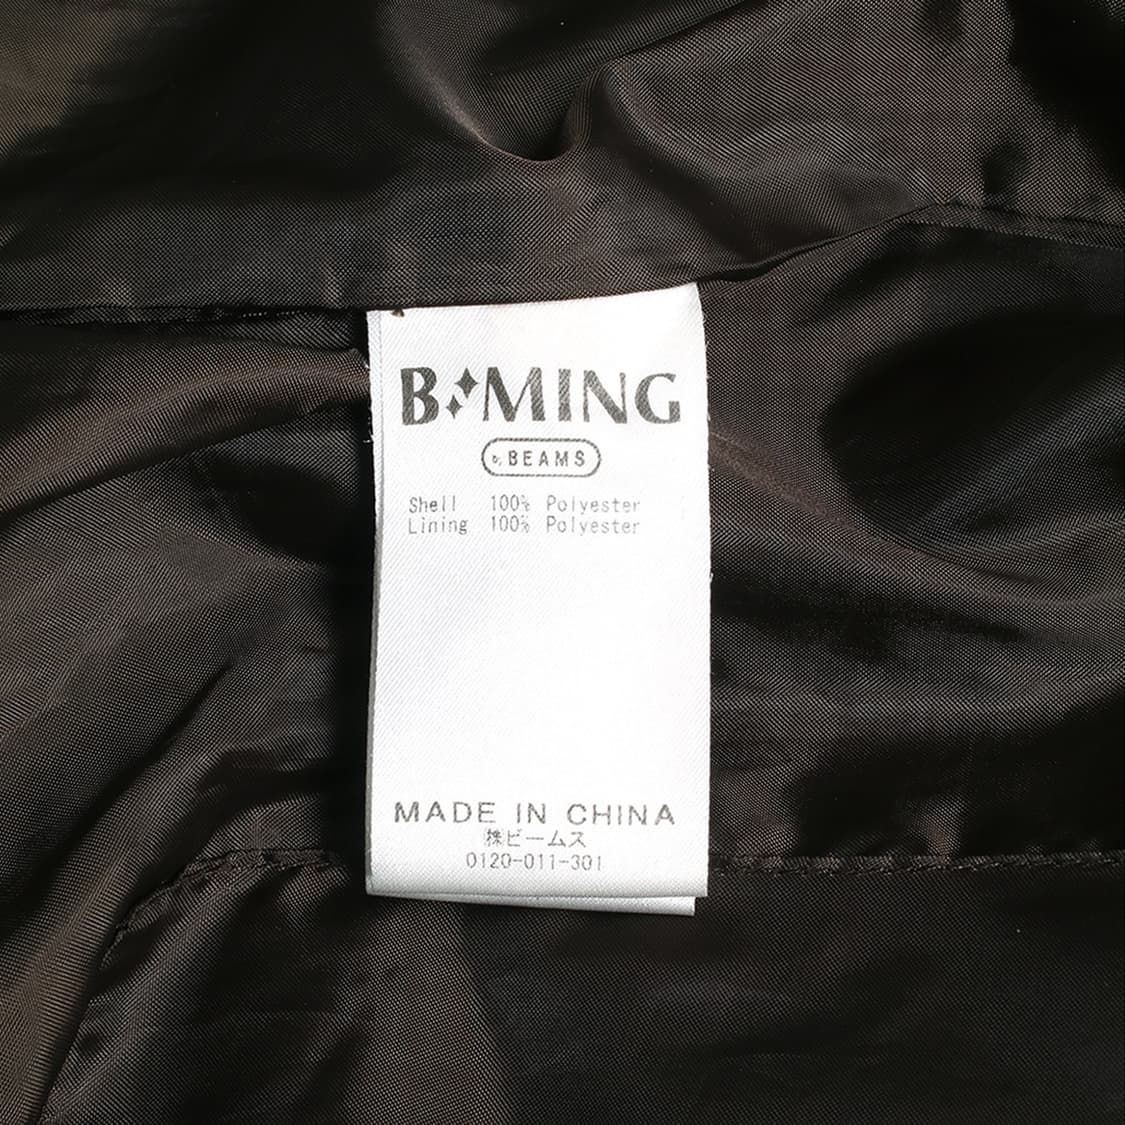 B:MING
by BEAMS
Shell 100% Polyester
Lining 100% Polyester
MADE IN CHINA
㈱ビームス
0120-011-301